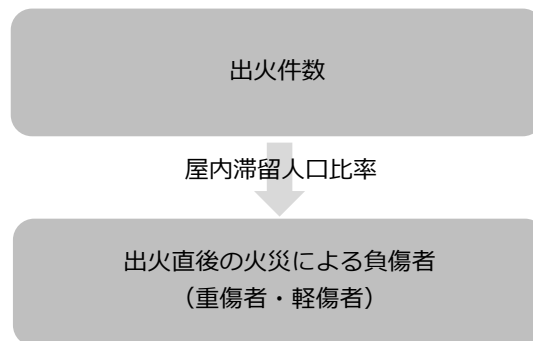 出火件数
屋内滞留人口比率
出火直後の火災による負傷者
（重傷者・軽傷者）